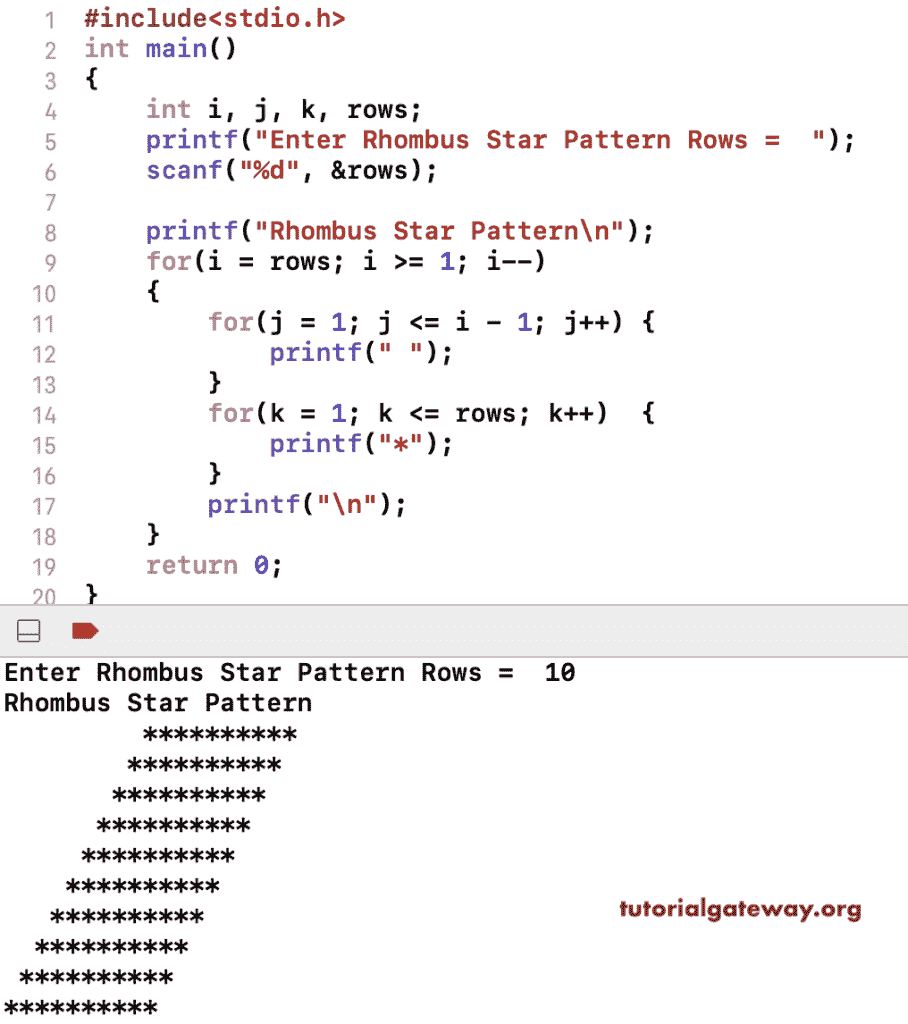 1 #include<stdio.h>
2 int main()
3 {
4     int i, j, k, rows;
5     printf("Enter Rhombus Star Pattern Rows =  ");
6     scanf("%d", &rows);
7
8     printf("Rhombus Star Pattern\n");
9     for(i = rows; i >= 1; i--)
10     {
11         for(j = 1; j <= i - 1; j++) {
12             printf(" ");
13         }
14         for(k = 1; k <= rows; k++)  {
15             printf("*");
16         }
17         printf("\n");
18     }
19     return 0;
20 }
Enter Rhombus Star Pattern Rows =  10
Rhombus Star Pattern
         **********
        **********
       **********
      **********
     **********
    **********
   **********
tutorialgateway.org
  **********
 **********
**********